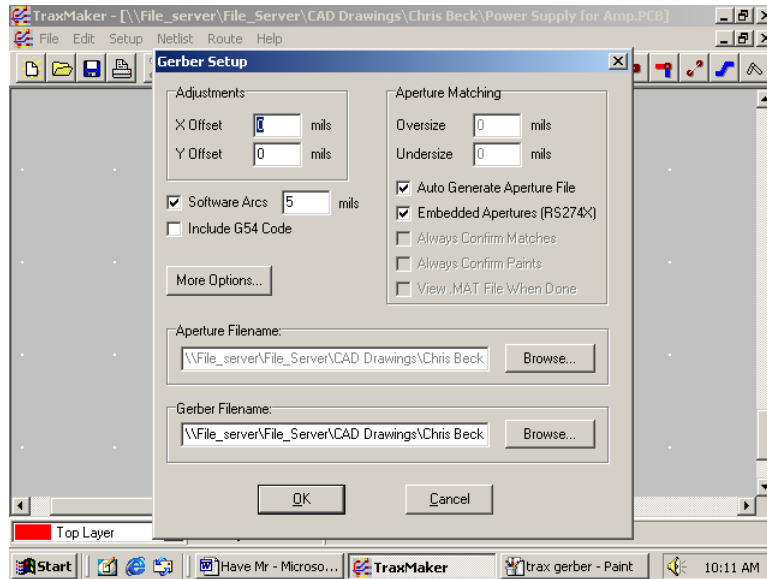 TraxMaker - [\\File_server\File_Server\CAD Drawings\Chris Beck\Power Supply for Amp.PCB]
File Edit Setup Netlist Route Help
Gerber Setup
Adjustments
X Offset 0 mils
Y Offset 0 mils
Software Arcs 5 mils
Include G54 Code
More Options...
Aperture Matching
Oversize 0 mils
Undersize 0 mils
Auto Generate Aperture File
Embedded Apertures (RS274X)
Always Confirm Matches
Always Confirm Paints
View .MAT File When Done
Aperture Filename:
\\File_server\File_Server\CAD Drawings\Chris Beck Browse...
Gerber Filename:
\\File_server\File_Server\CAD Drawings\Chris Beck Browse...
OK Cancel
Top Layer
Start Have Mr - Microso... TraxMaker trax gerber - Paint 10:11 AM